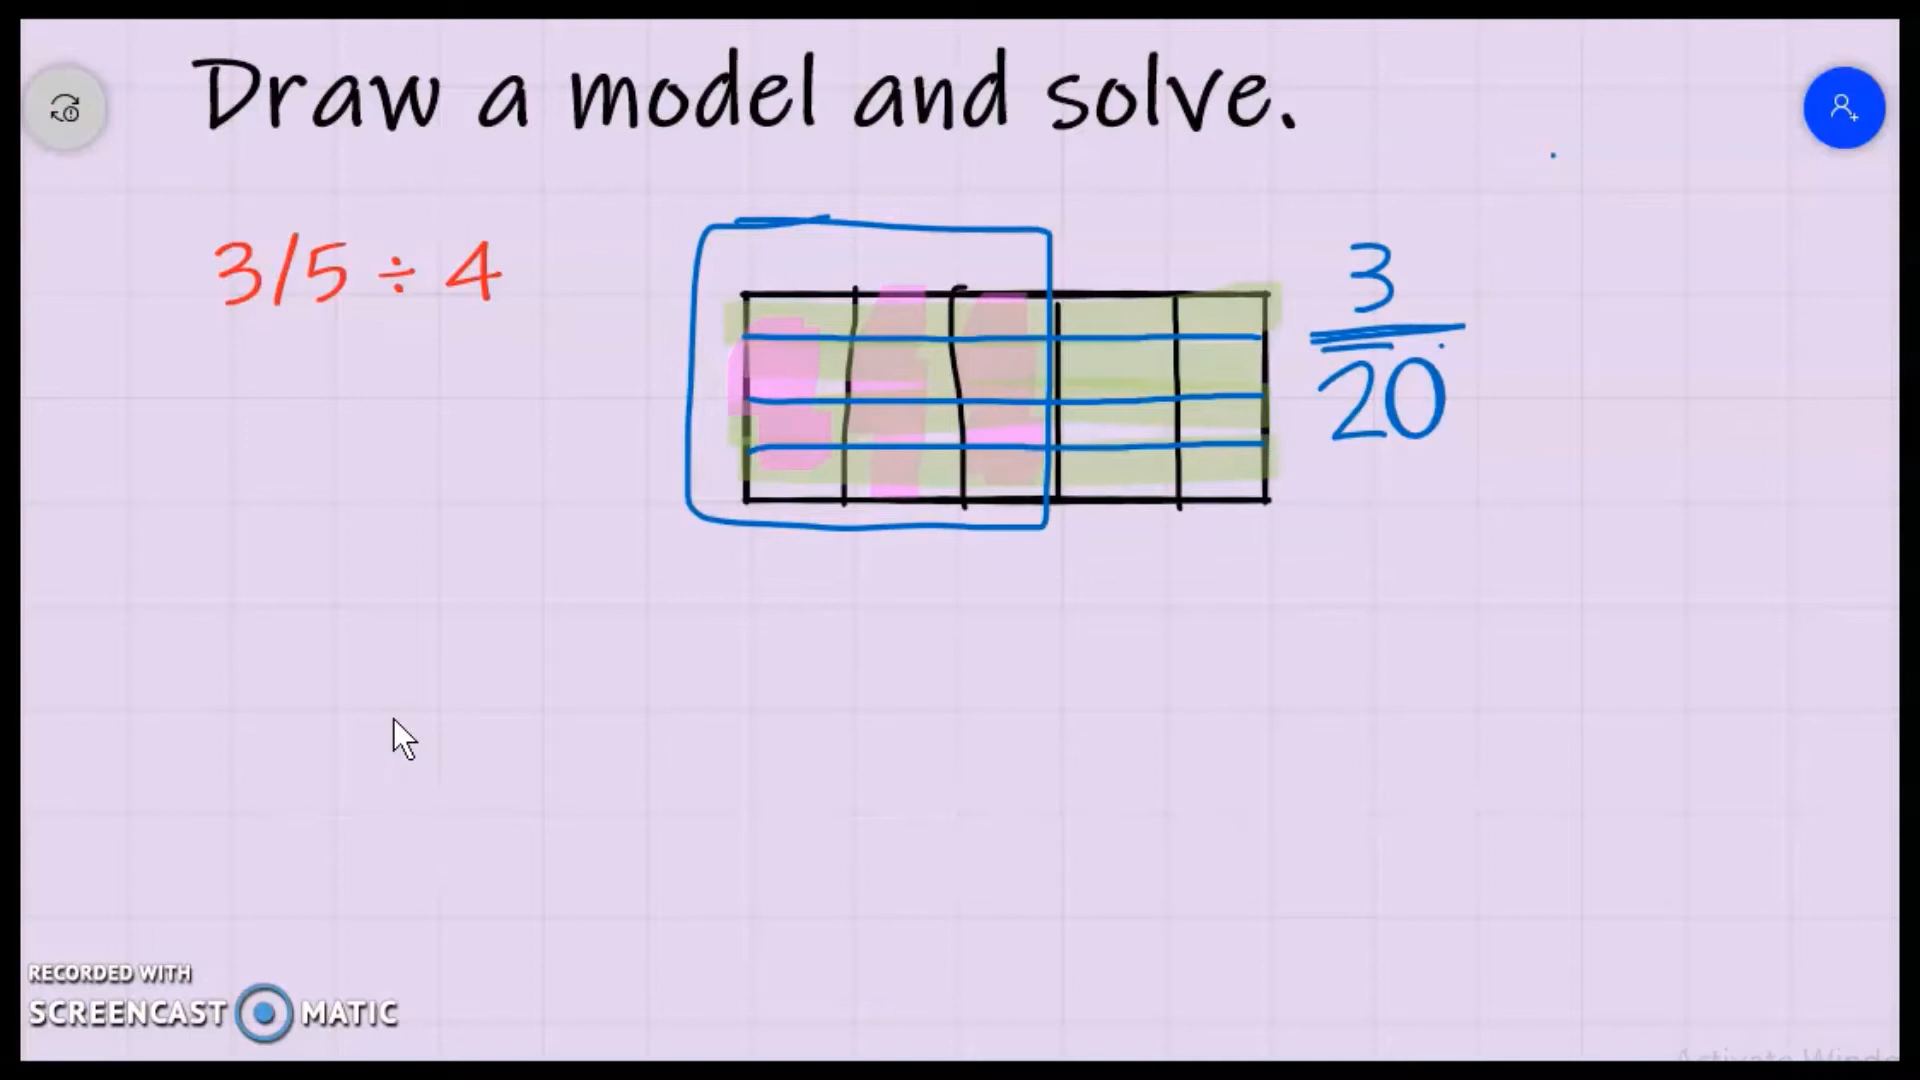 Draw a model and solve.
3/5 ÷ 4
3
20
RECORDED WITH
SCREENCAST MATIC